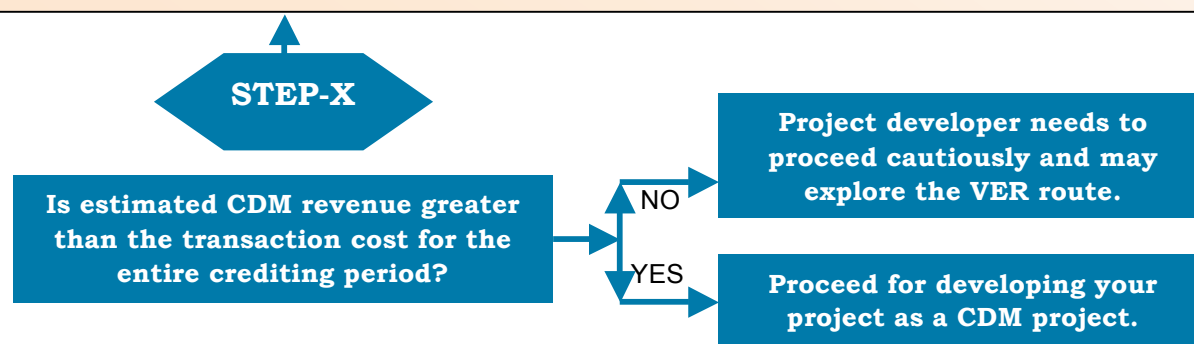 STEP-X
Is estimated CDM revenue greater
than the transaction cost for the
entire crediting period?
NO
Project developer needs to
proceed cautiously and may
explore the VER route.
YES
Proceed for developing your
project as a CDM project.